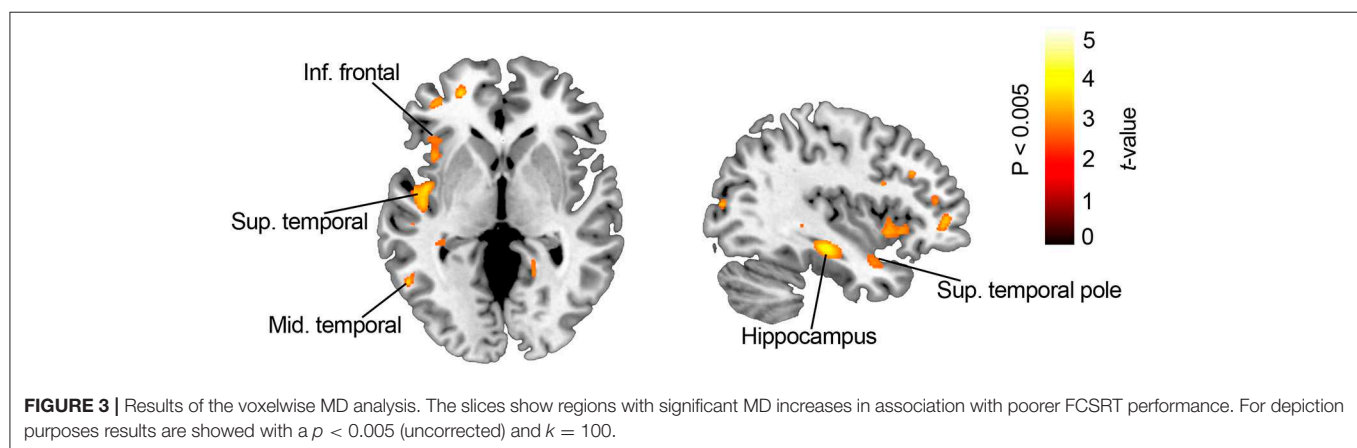 Inf. frontal
Sup. temporal
Mid. temporal
Hippocampus
Sup. temporal pole
P < 0.005
5
4
3
2
1
0
t-value
FIGURE 3 | Results of the voxelwise MD analysis. The slices show regions with significant MD increases in association with poorer FCSRT performance. For depiction
purposes results are showed with a p < 0.005 (uncorrected) and k = 100.